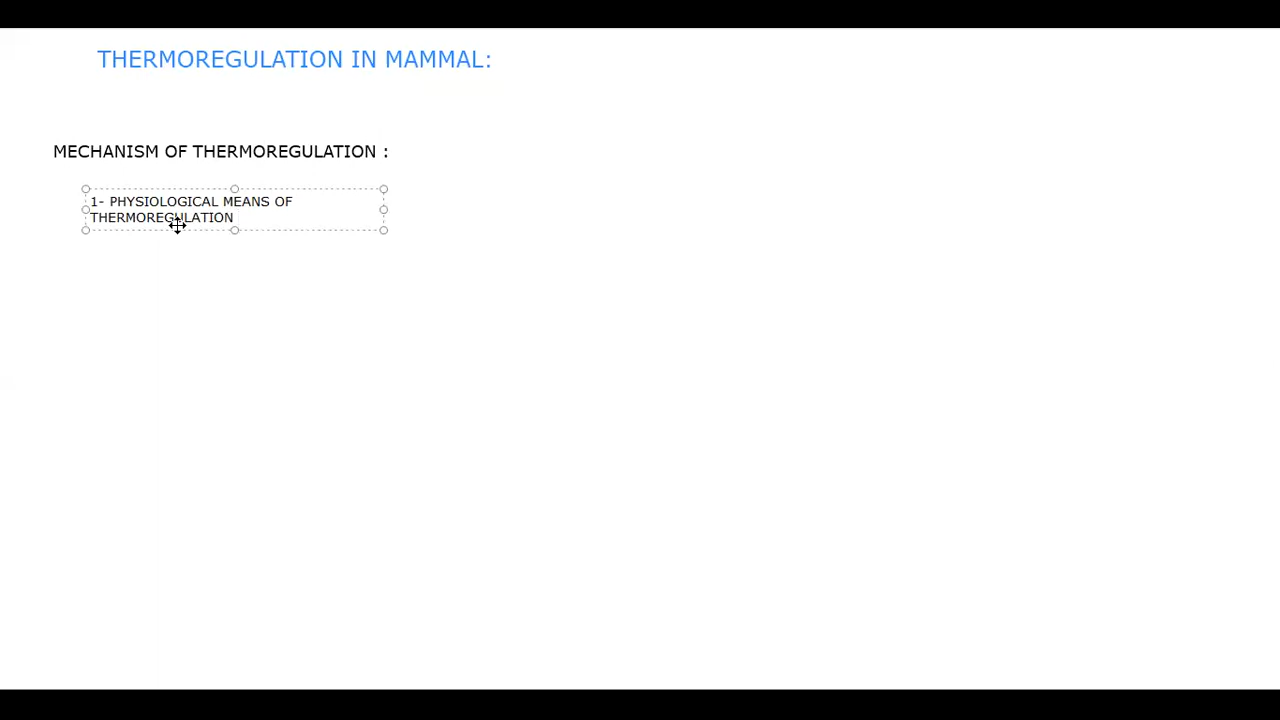 THERMOREGULATION IN MAMMAL:
MECHANISM OF THERMOREGULATION :
1- PHYSIOLOGICAL MEANS OF
THERMOREGULATION